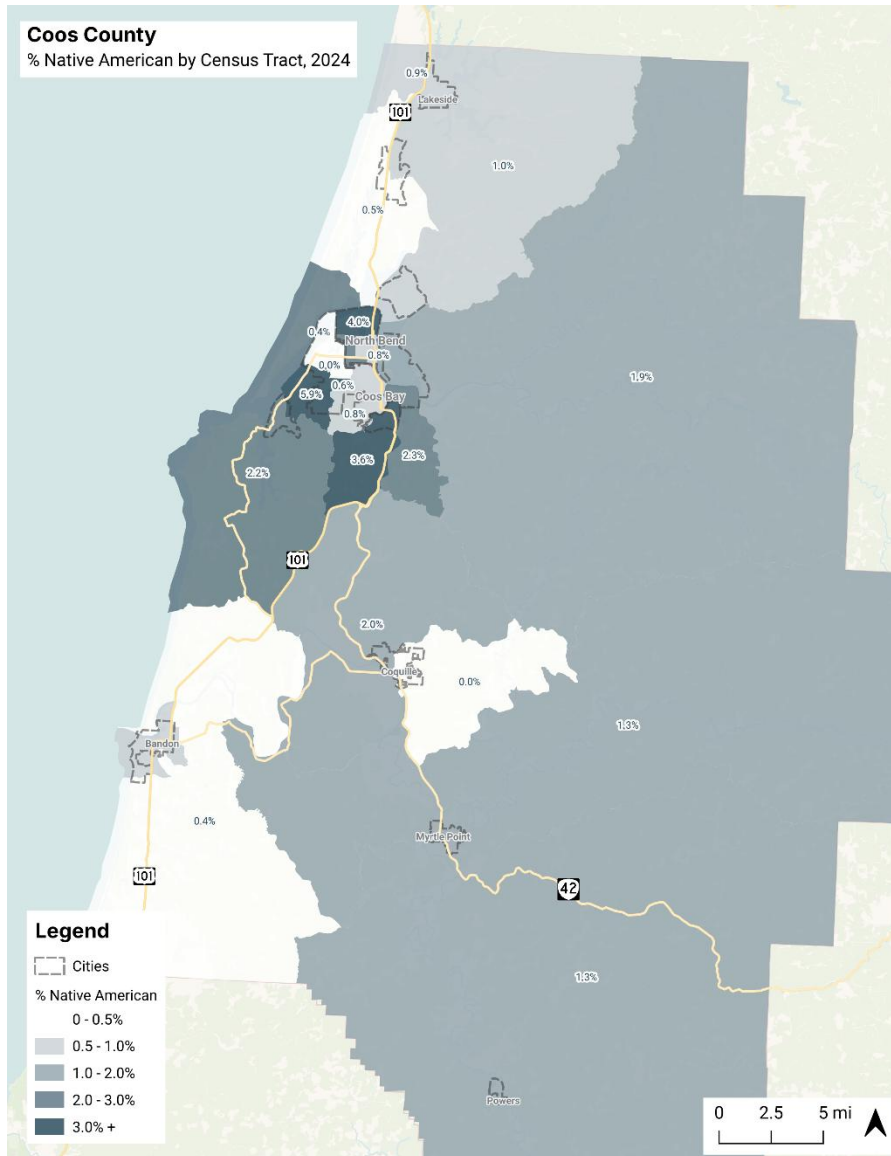 Coos County
% Native American by Census Tract, 2024
0.9%
Lakeside
101
1.0%
0.5%
4.0%
0.4%
North Bend
0.8%
0.0%
1.9%
0.6%
5.9%
Coos Bay
0.8%
2.2%
3.6%
2.3%
101
2.0%
Coquille
0.0%
1.3%
Bandon
0.4%
Myrtle Point
101
42
1.3%
Powers
Legend
Cities
% Native American
0 - 0.5%
0.5 - 1.0%
1.0 - 2.0%
2.0 - 3.0%
3.0% +
0 2.5 5 mi